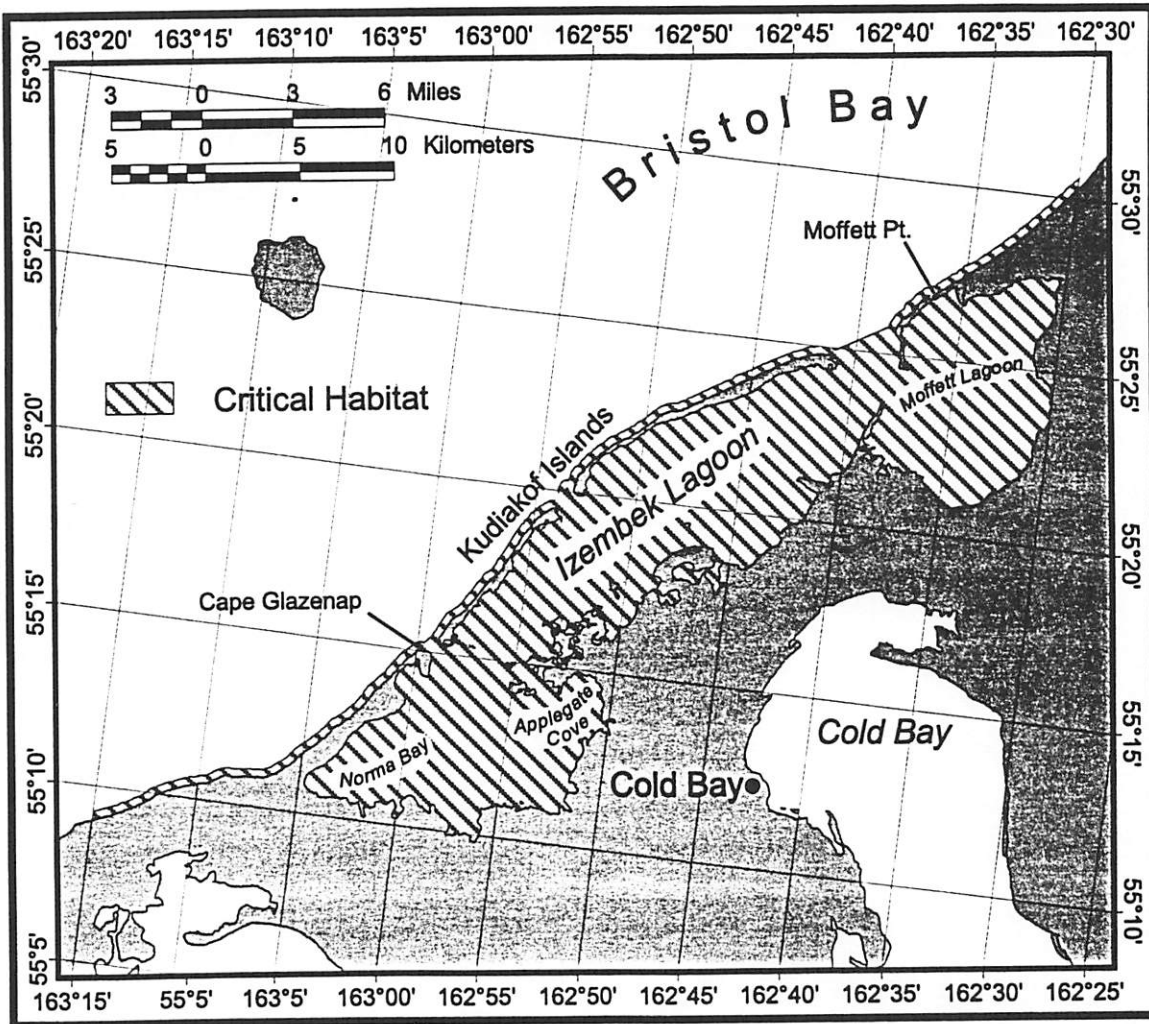 163°20' 163°15' 163°10' 163°5' 163°00' 162°55' 162°50' 162°45' 162°40' 162°35' 162°30'
55°30'
3 0 3 6 Miles
5 0 5 10 Kilometers
Bristol Bay
55°30'
Moffett Pt.
55°25'
Critical Habitat
Moffett Lagoon
55°25'
55°20'
Kudiakof Islands
Izembek Lagoon
55°20'
55°15'
Cape Glazenap
Applegate
Cove
Norma Bay
Cold Bay
55°15'
55°10'
Cold Bay
55°10'
55°5'
163°15' 55°5' 163°5' 163°00' 162°55' 162°50' 162°45' 162°40' 162°35' 162°30' 162°25'